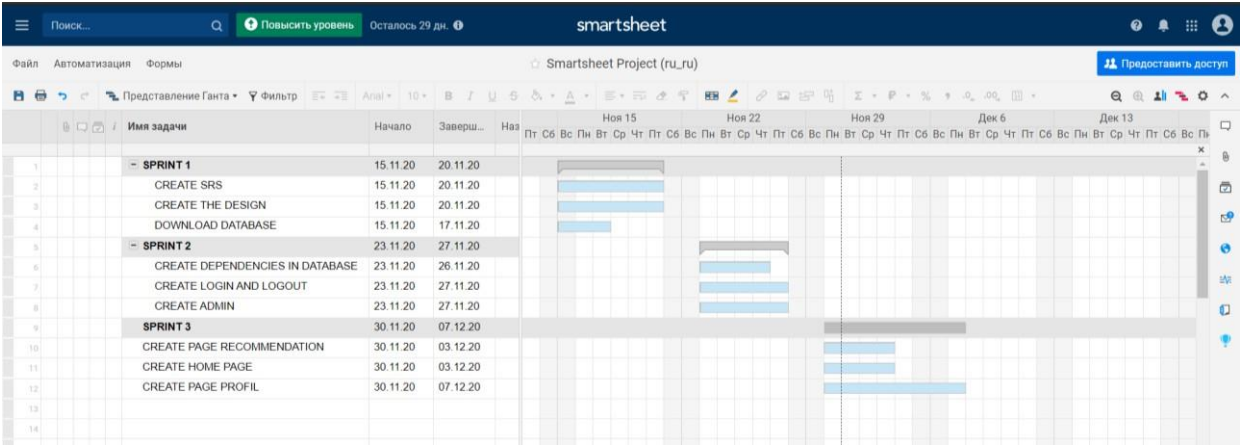 Поиск... Повысить уровень Осталось 29 дн. smartsheet
Файл Автоматизация Формы Smartsheet Project (ru_ru) Предоставить доступ
Представление Ганта Фильтр Arial 10 B I U S A Σ ₽ % , .0 .00
Имя задачи Начало Заверш... Наз Ноя 15 Ноя 22 Ноя 29 Дек 6 Дек 13
Пт Сб Вс Пн Вт Ср Чт Пт Сб Вс Пн Вт Ср Чт Пт Сб Вс Пн Вт Ср Чт Пт Сб Вс Пн Вт Ср Чт Пт Сб Вс Пн Вт Ср Чт Пт Сб Вс Пн
1 SPRINT 1 15.11.20 20.11.20
2 CREATE SRS 15.11.20 20.11.20
3 CREATE THE DESIGN 15.11.20 20.11.20
4 DOWNLOAD DATABASE 15.11.20 17.11.20
5 SPRINT 2 23.11.20 27.11.20
6 CREATE DEPENDENCIES IN DATABASE 23.11.20 26.11.20
7 CREATE LOGIN AND LOGOUT 23.11.20 27.11.20
8 CREATE ADMIN 23.11.20 27.11.20
9 SPRINT 3 30.11.20 07.12.20
10 CREATE PAGE RECOMMENDATION 30.11.20 03.12.20
11 CREATE HOME PAGE 30.11.20 03.12.20
12 CREATE PAGE PROFIL 30.11.20 07.12.20
13
14